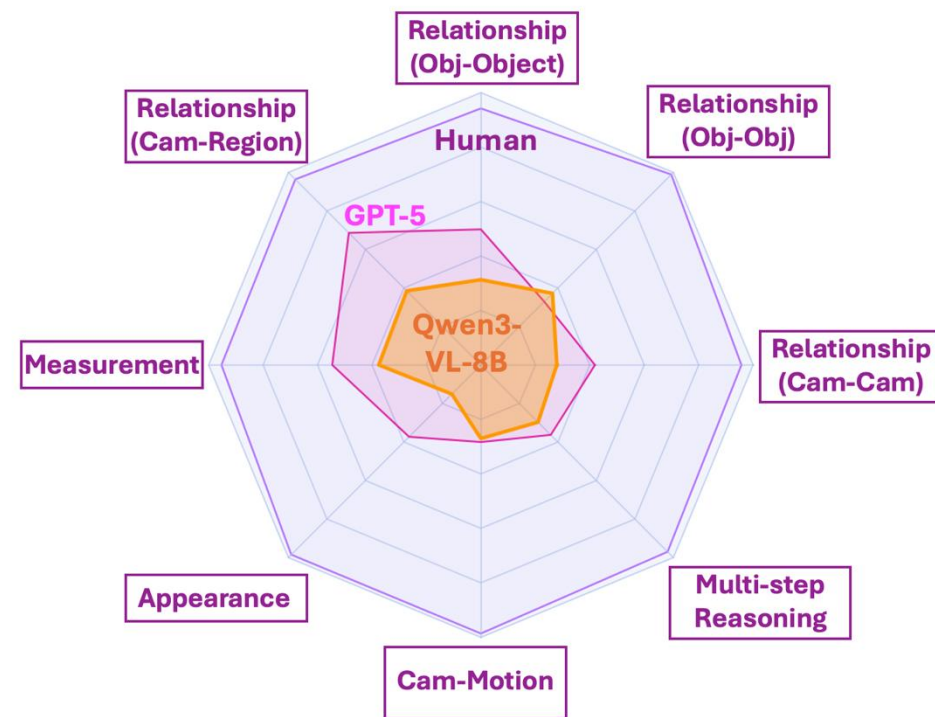 Relationship
(Obj-Object)
Relationship
(Cam-Region)
Relationship
(Obj-Obj)
Human
GPT-5
Qwen3-
VL-8B
Measurement
Relationship
(Cam-Cam)
Appearance
Multi-step
Reasoning
Cam-Motion